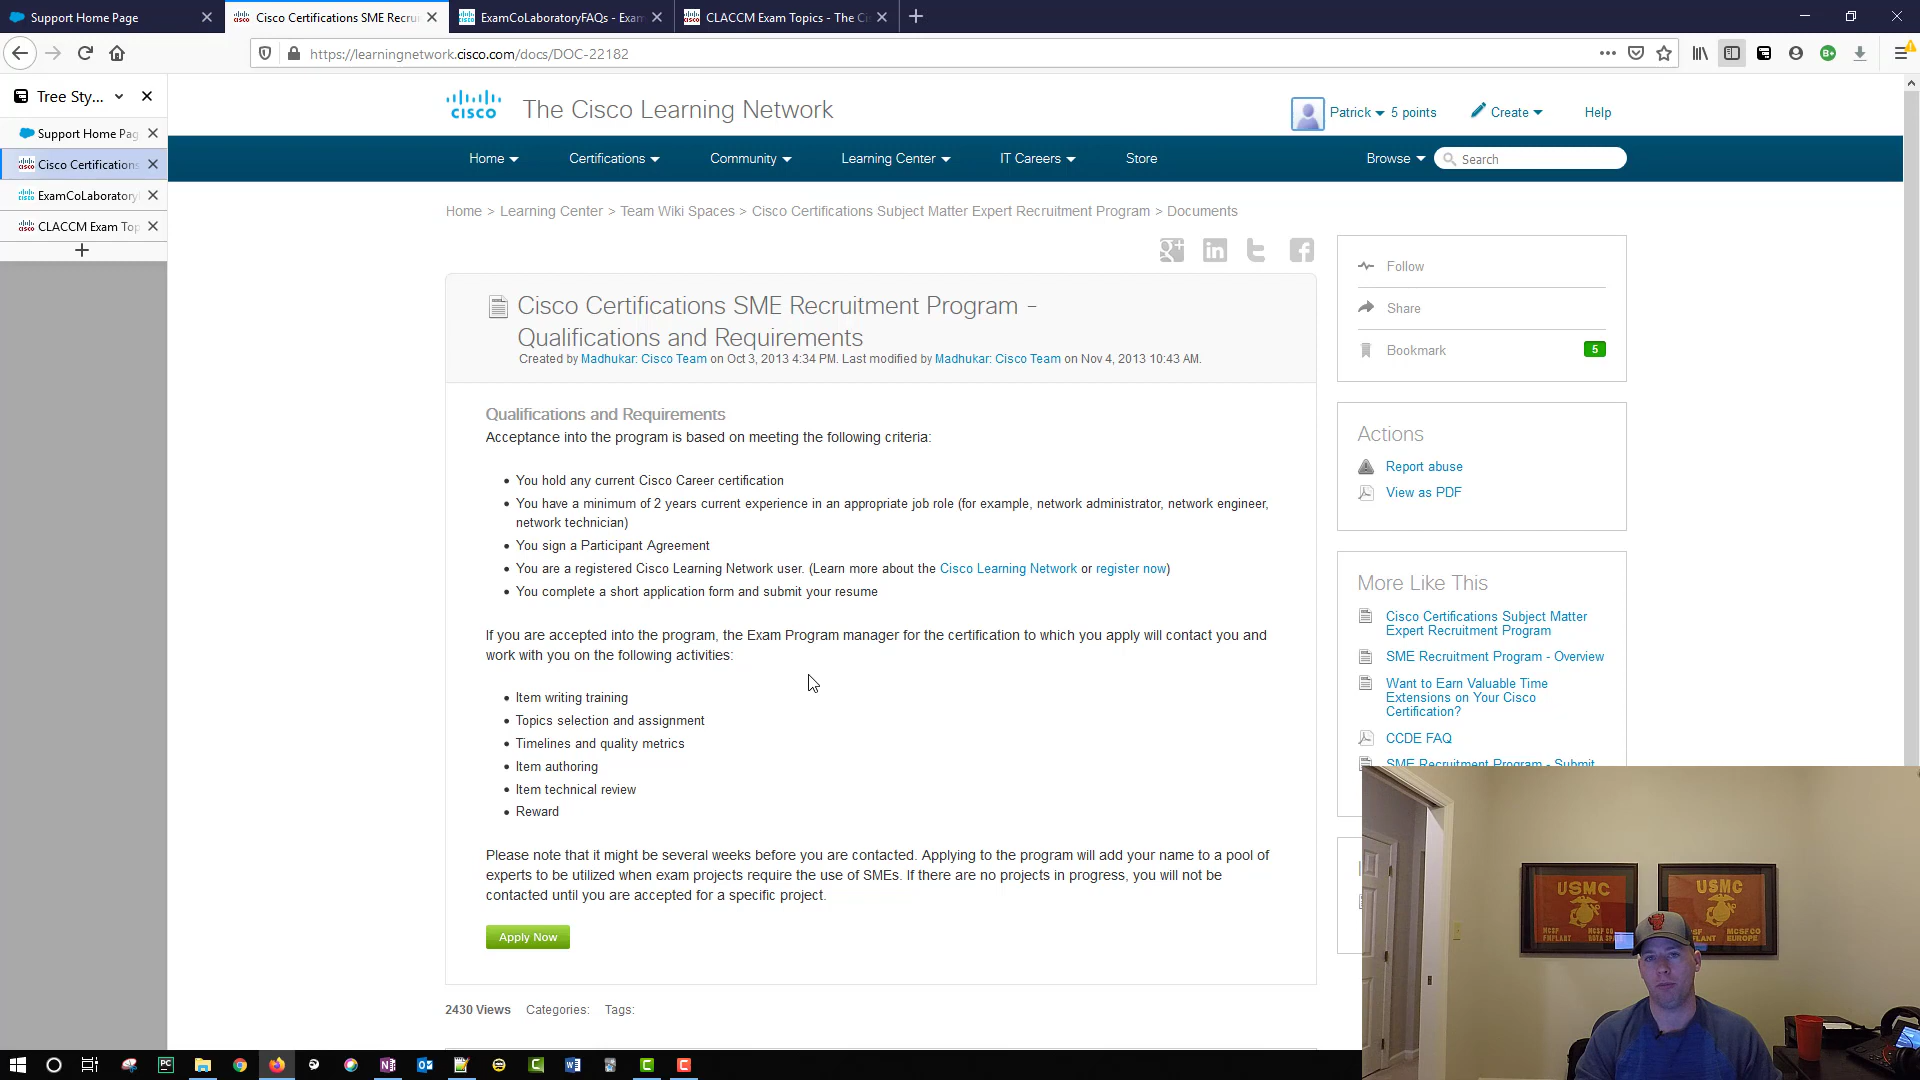 Support Home Page
Cisco Certifications SME Recru
ExamCoLaboratoryFAQs - Exam
CLACCM Exam Topics - The Ci
https://learningnetwork.cisco.com/docs/DOC-22182
Tree Sty...
Support Home Pag
Cisco Certifications
ExamCoLaboratory
CLACCM Exam Top
cisco
The Cisco Learning Network
Patrick 5 points
Create
Help
Home
Certifications
Community
Learning Center
IT Careers
Store
Browse
Search
Home > Learning Center > Team Wiki Spaces > Cisco Certifications Subject Matter Expert Recruitment Program > Documents
Cisco Certifications SME Recruitment Program -
Qualifications and Requirements
Created by Madhukar: Cisco Team on Oct 3, 2013 4:34 PM. Last modified by Madhukar: Cisco Team on Nov 4, 2013 10:43 AM.
Qualifications and Requirements
Acceptance into the program is based on meeting the following criteria:
• You hold any current Cisco Career certification
• You have a minimum of 2 years current experience in an appropriate job role (for example, network administrator, network engineer,
network technician)
• You sign a Participant Agreement
• You are a registered Cisco Learning Network user. (Learn more about the Cisco Learning Network or register now)
• You complete a short application form and submit your resume
If you are accepted into the program, the Exam Program manager for the certification to which you apply will contact you and
work with you on the following activities:
• Item writing training
• Topics selection and assignment
• Timelines and quality metrics
• Item authoring
• Item technical review
• Reward
Please note that it might be several weeks before you are contacted. Applying to the program will add your name to a pool of
experts to be utilized when exam projects require the use of SMEs. If there are no projects in progress, you will not be
contacted until you are accepted for a specific project.
Apply Now
2430 Views Categories: Tags:
Follow
Share
Bookmark 5
Actions
Report abuse
View as PDF
More Like This
Cisco Certifications Subject Matter
Expert Recruitment Program
SME Recruitment Program - Overview
Want to Earn Valuable Time
Extensions on Your Cisco
Certification?
CCDE FAQ
SME Recruitment Program - Submit
USMC
USMC
MCSF CO
EUROPE